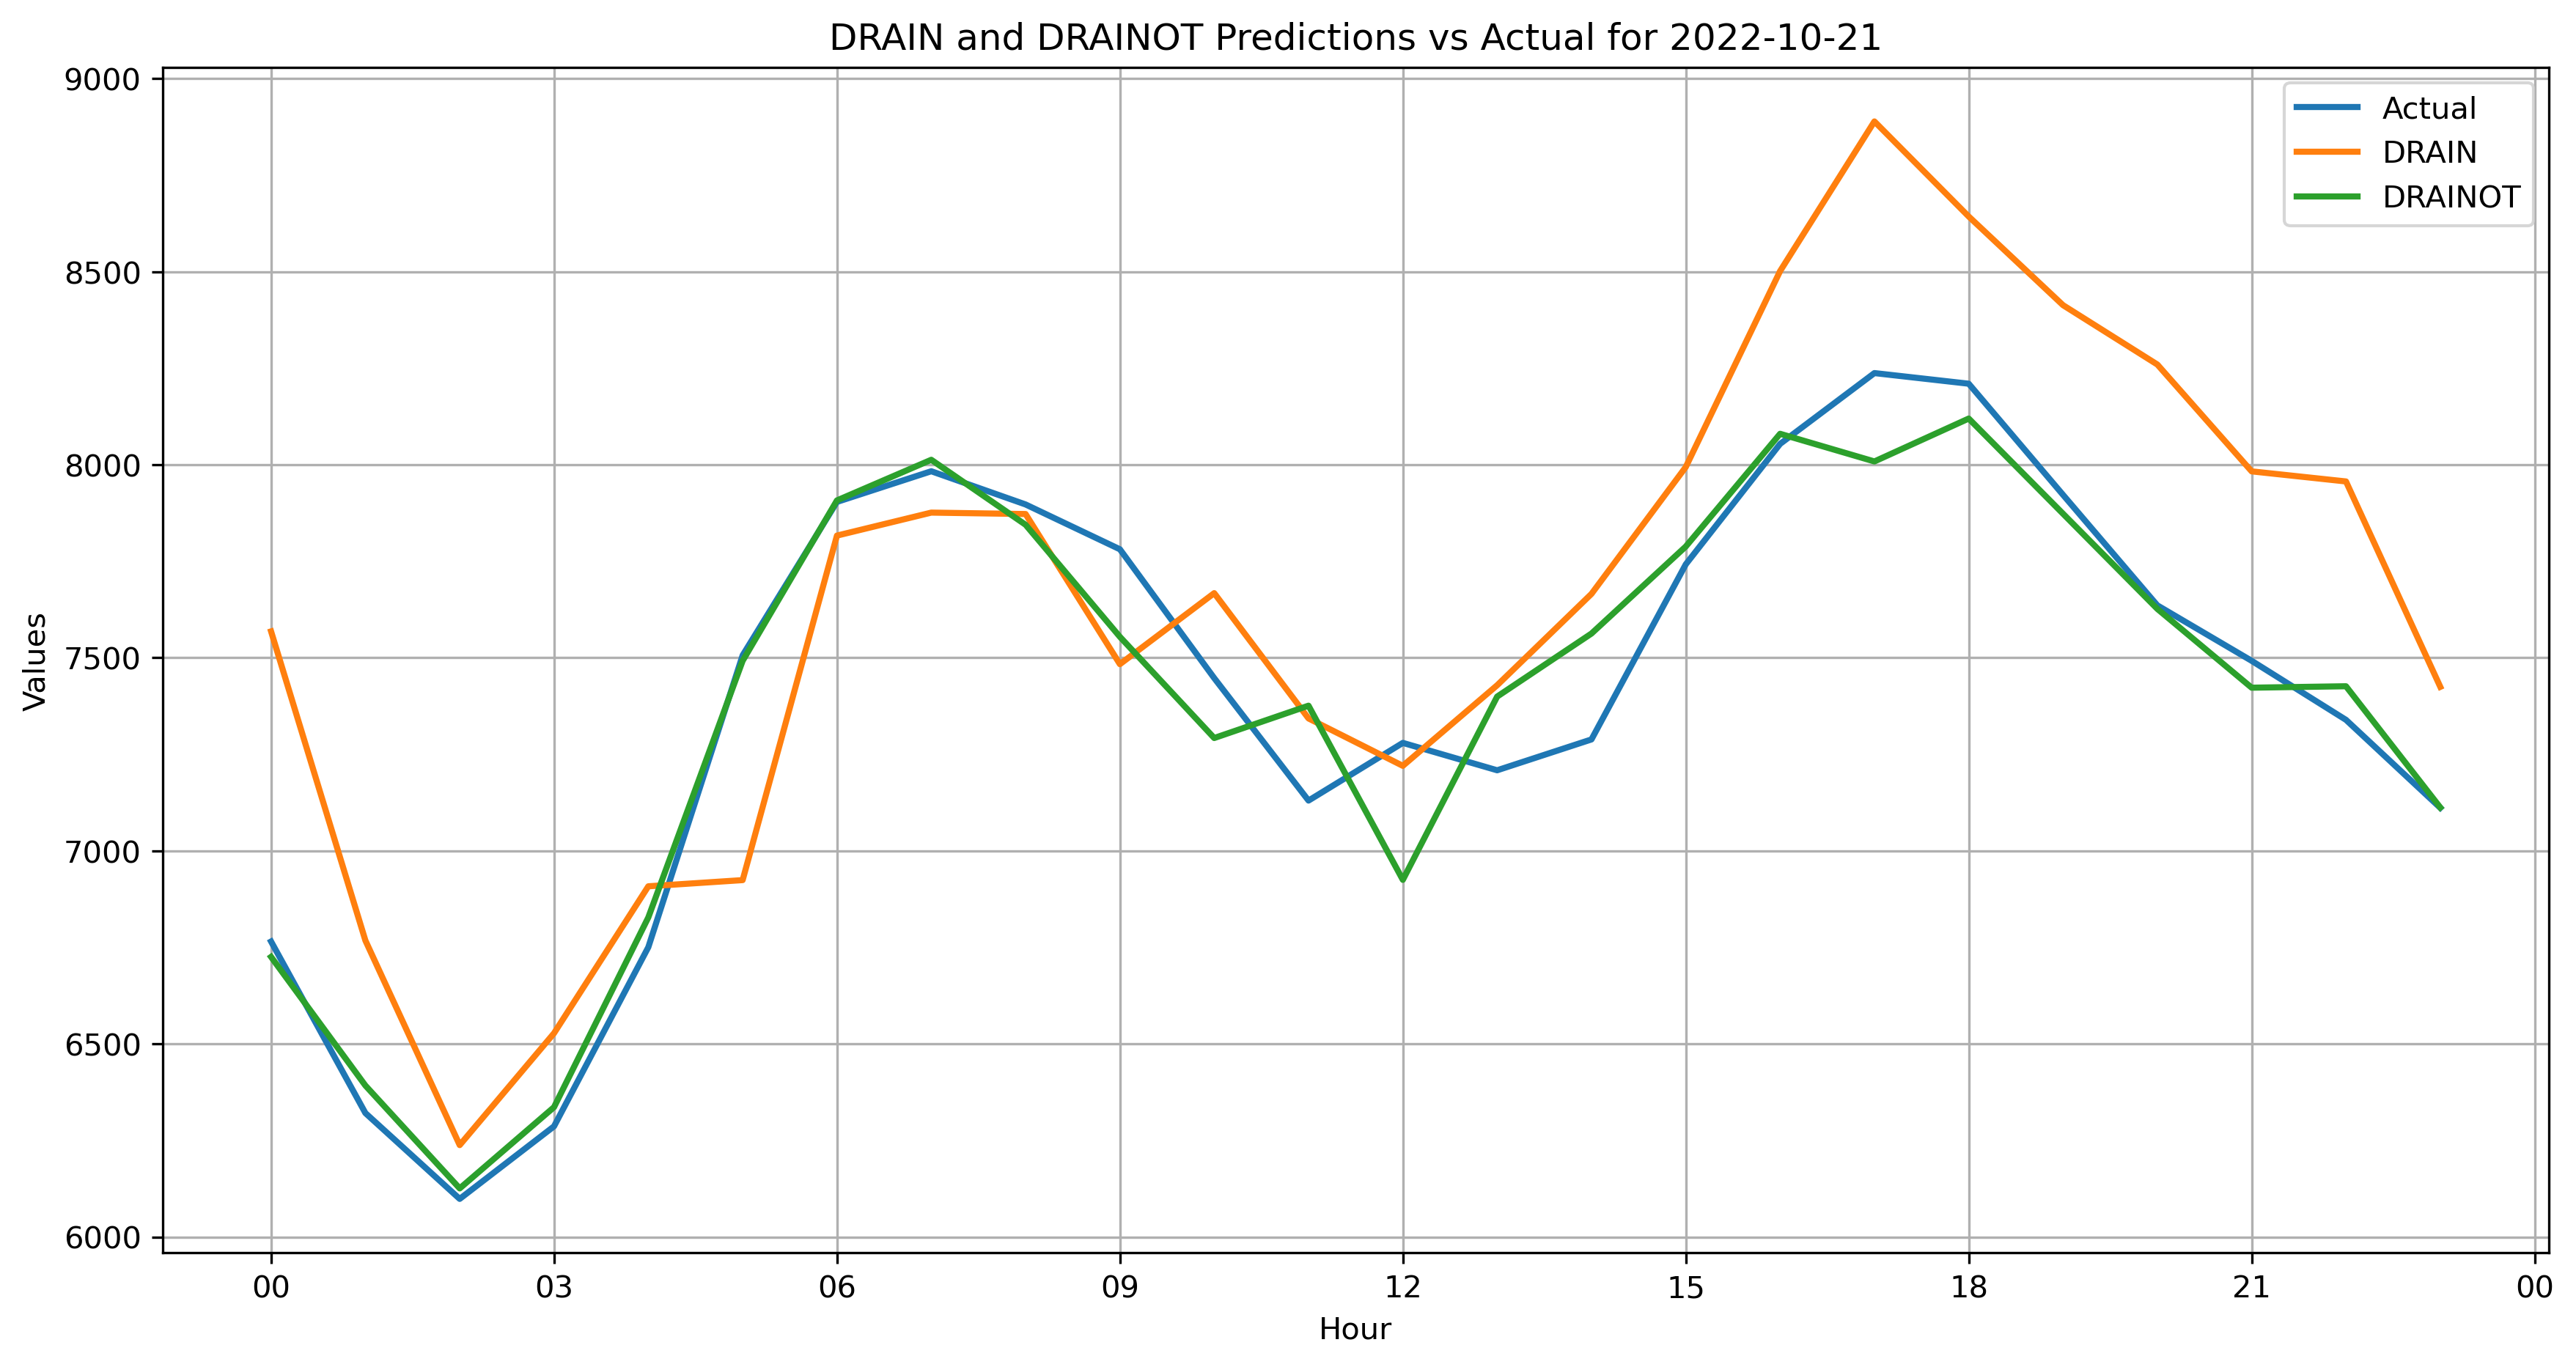 DRAIN and DRAINOT Predictions vs Actual for 2022-10-21
9000
8500
8000
7500
7000
6500
6000
Values
Actual
DRAIN
DRAINOT
00 03 06 09 12 15 18 21 00
Hour